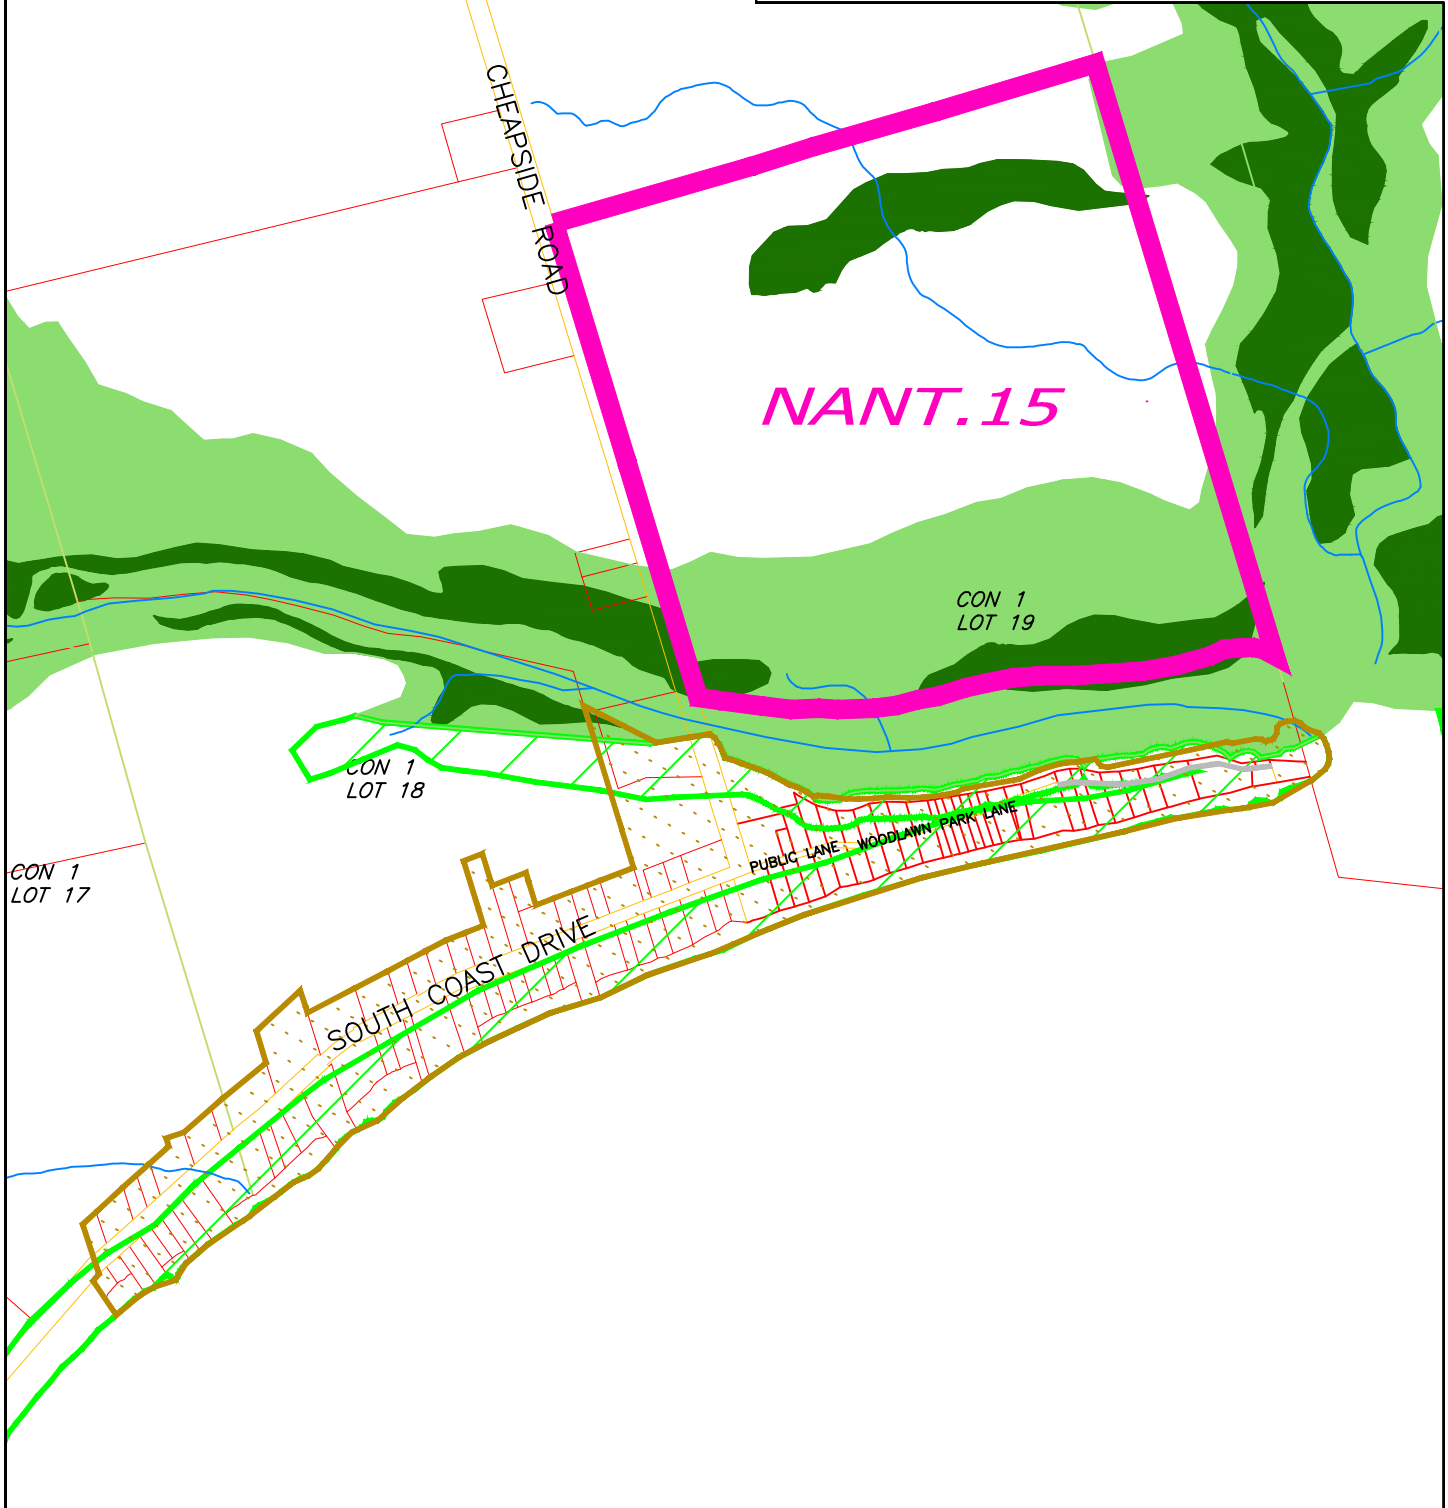 CHEAPSIDE ROAD
NANT.15
CON 1
LOT 19
CON 1
LOT 18
CON 1
LOT 17
PUBLIC LANE
WOODLAWN PARK LANE
SOUTH COAST DRIVE